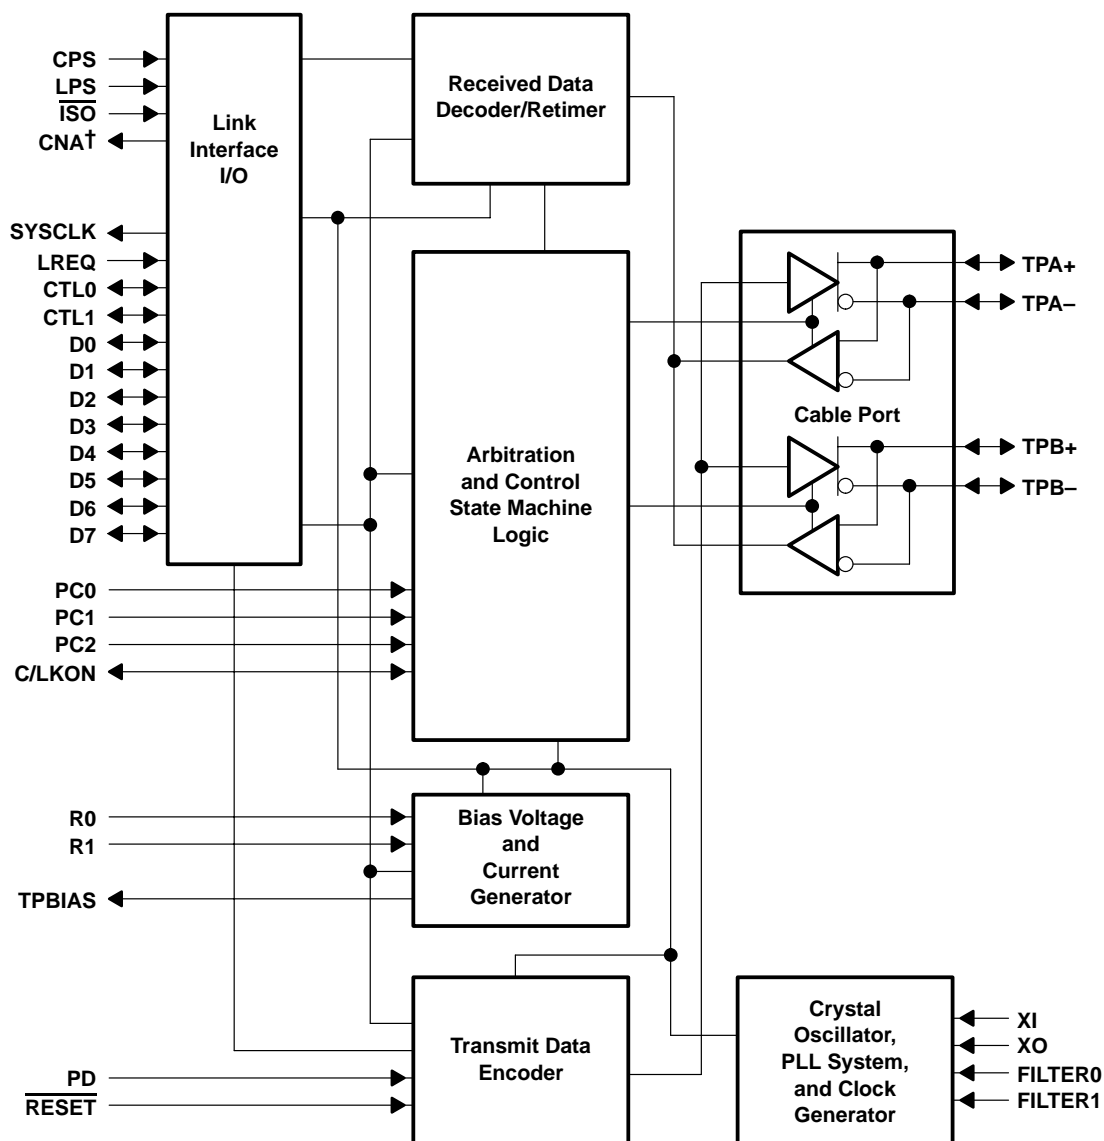 CPS
LPS
ISO
CNA†
SYSCLK
LREQ
CTL0
CTL1
D0
D1
D2
D3
D4
D5
D6
D7
PC0
PC1
PC2
C/LKON
R0
R1
TPBIAS
PD
RESET
Link
Interface
I/O
Received Data
Decoder/Retimer
Arbitration
and Control
State Machine
Logic
Bias Voltage
and
Current
Generator
Transmit Data
Encoder
Cable Port
TPA+
TPA–
TPB+
TPB–
Crystal
Oscillator,
PLL System,
and Clock
Generator
XI
XO
FILTER0
FILTER1